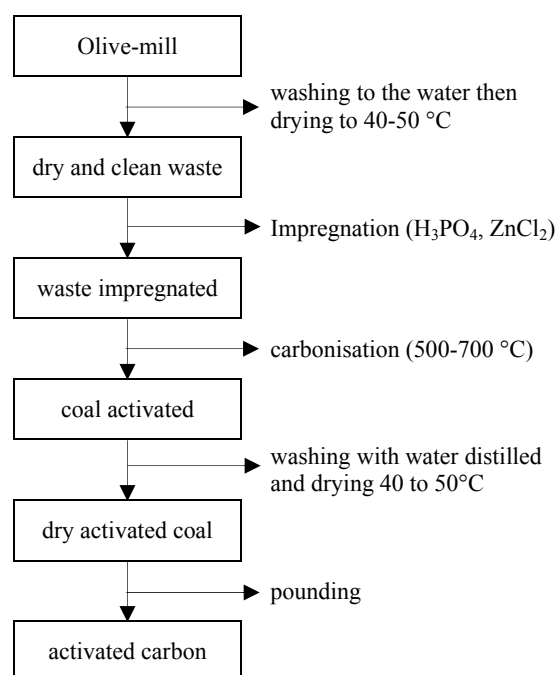 Olive-mill
washing to the water then
drying to 40-50 °C
dry and clean waste
Impregnation (H₃PO₄, ZnCl₂)
waste impregnated
carbonisation (500-700 °C)
coal activated
washing with water distilled
and drying 40 to 50°C
dry activated coal
pounding
activated carbon